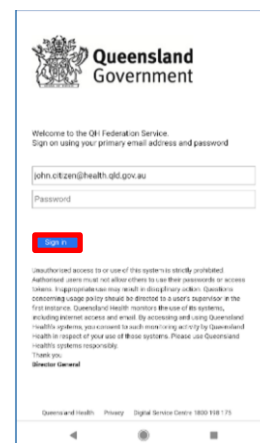 Queensland
Government
Welcome to the QH Federation Service.
Sign on using your primary email address and password
john.citizen@health.qld.gov.au
Password
Sign in
Unauthorised access to or use of this system is strictly prohibited.
Authorised users must not allow others to use their passwords or access
tokens. Inappropriate use may result in disciplinary action. Questions
concerning usage policy should be directed to a user's supervisor in the
first instance. Queensland Health monitors the use of its systems,
including internet access and email. By accessing and using Queensland
Health's systems, you consent to such monitoring activity by Queensland
Health in respect of your use of those systems. Please use Queensland
Health's systems responsibly.
Thank you
Director General
Queensland Health Privacy Digital Service Centre 1800 198 175